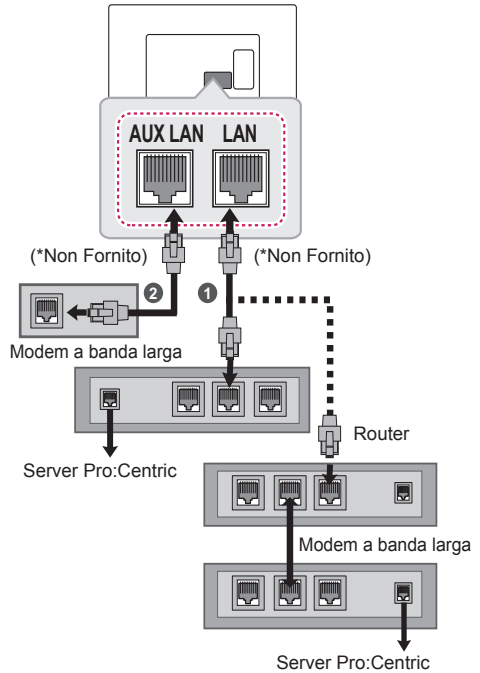 AUX LAN LAN
(*Non Fornito) (*Non Fornito)
2 1
Modem a banda larga
Router
Server Pro:Centric
Modem a banda larga
Server Pro:Centric